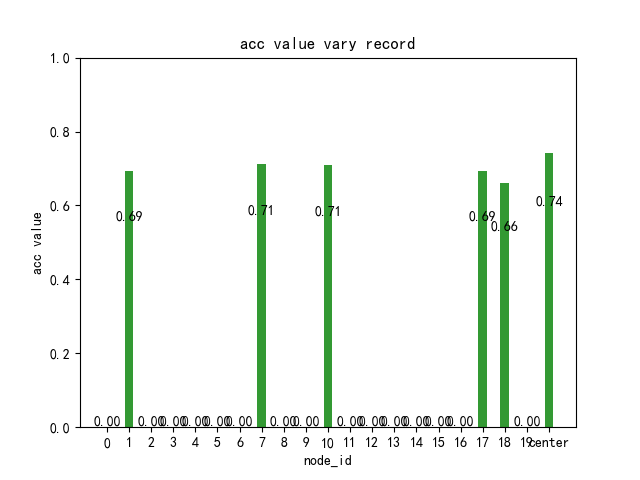 acc value vary record
1.0
0.8
0.6
0.4
0.2
0.0
acc value
0.69 0.71 0.71 0.69 0.66 0.74
0.00 0.00 0.00 0.00 0.00 0.00 0.00 0.00 0.00 0.00 0.00 0.00 0.00 0.00 0.00
0 1 2 3 4 5 6 7 8 9 10 11 12 13 14 15 16 17 18 19 center
node_id